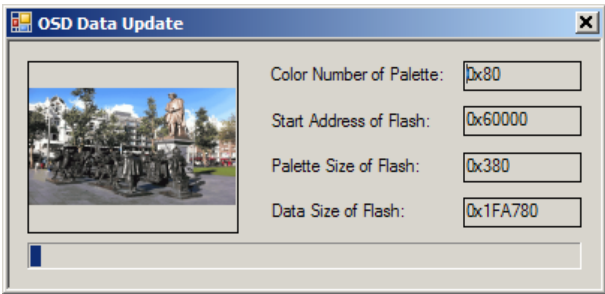 OSD Data Update
Color Number of Palette: 0x80
Start Address of Flash: 0x60000
Palette Size of Flash: 0x380
Data Size of Flash: 0x1FA780